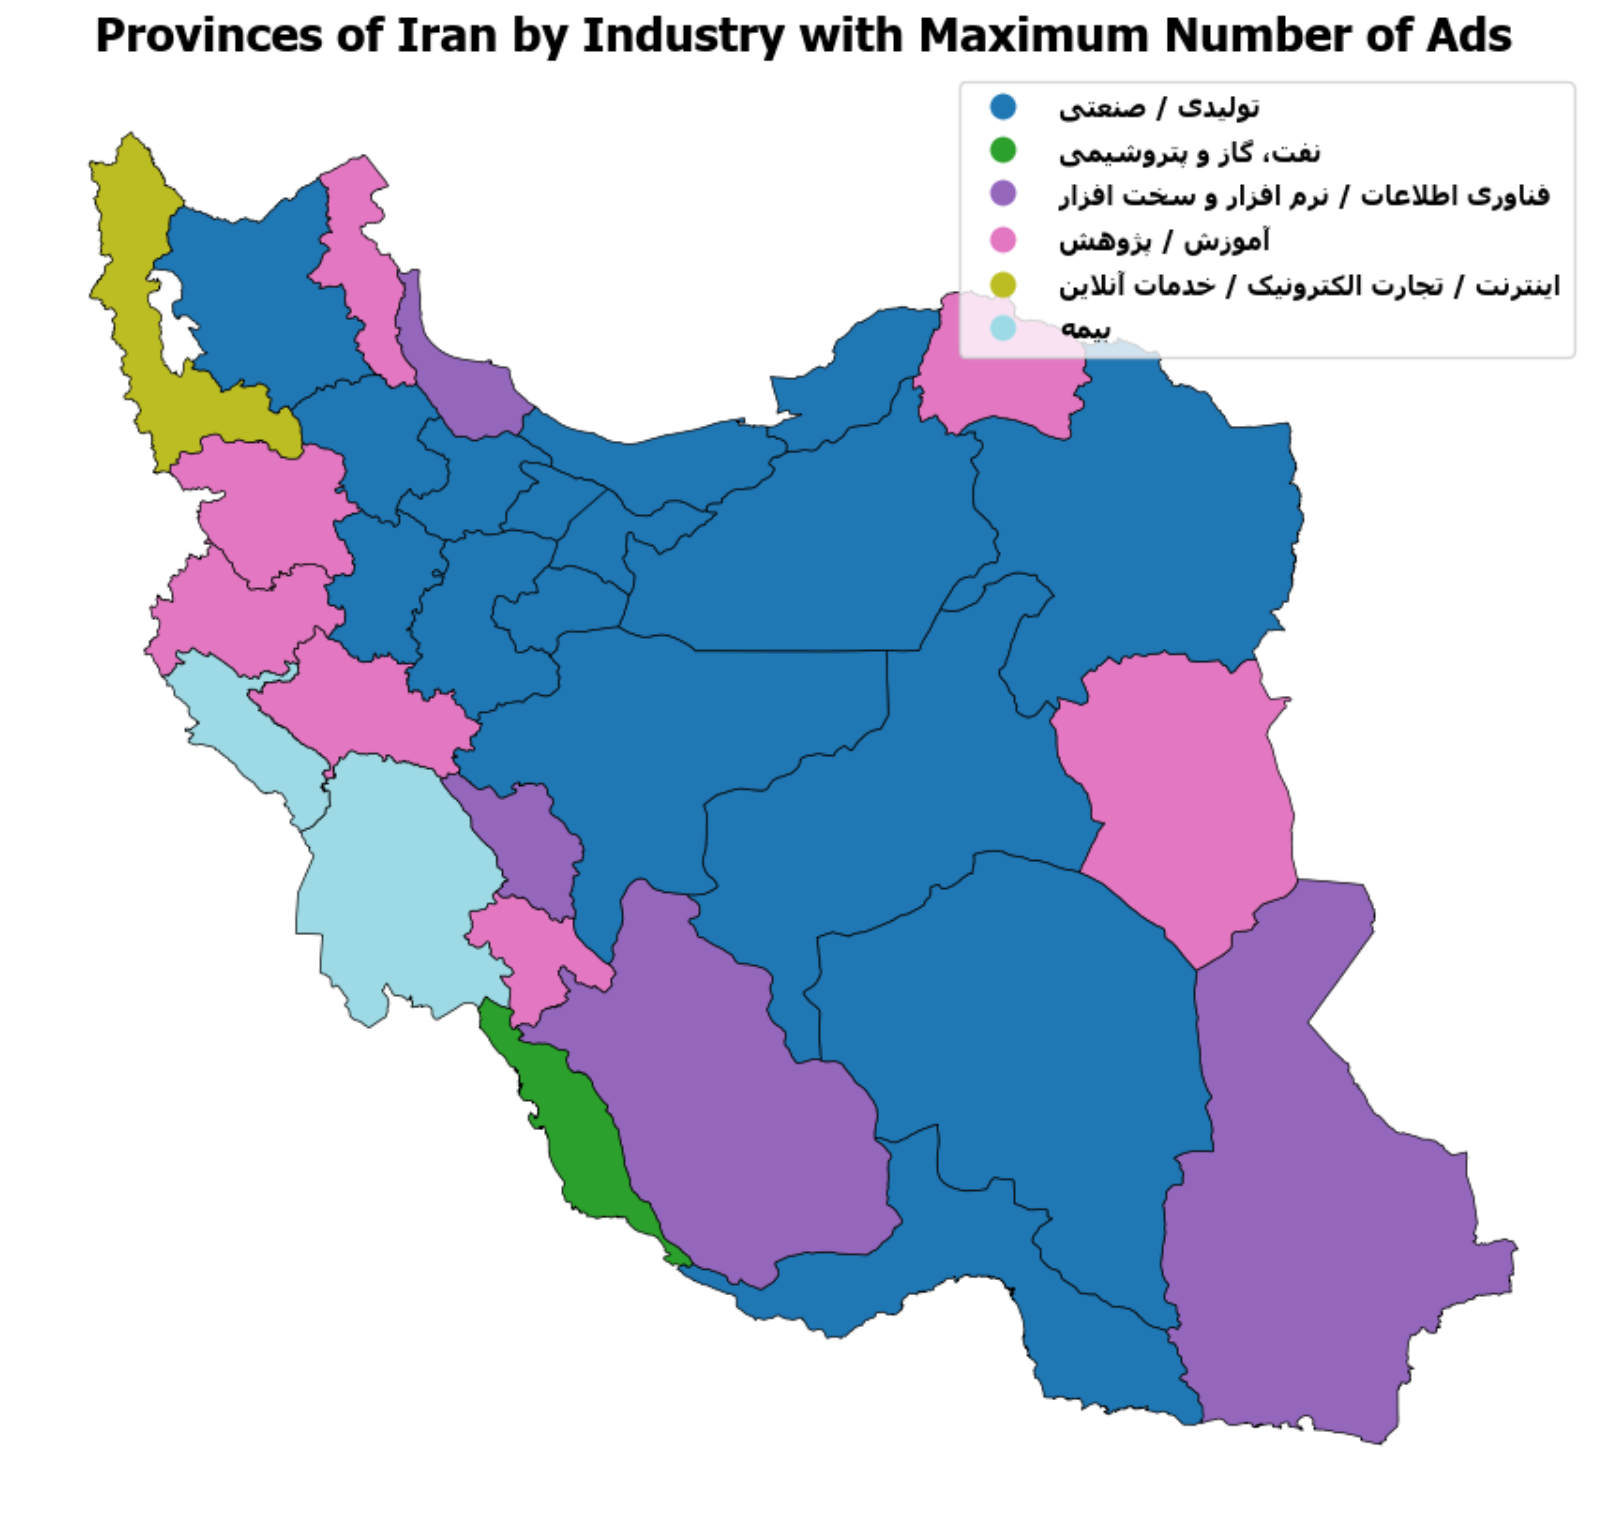 Provinces of Iran by Industry with Maximum Number of Ads
تولیدی / صنعتی
نفت، گاز و پتروشیمی
فناوری اطلاعات / نرم افزار و سخت افزار
آموزش / پژوهش
اینترنت / تجارت الکترونیک / خدمات آنلاین
بیمه